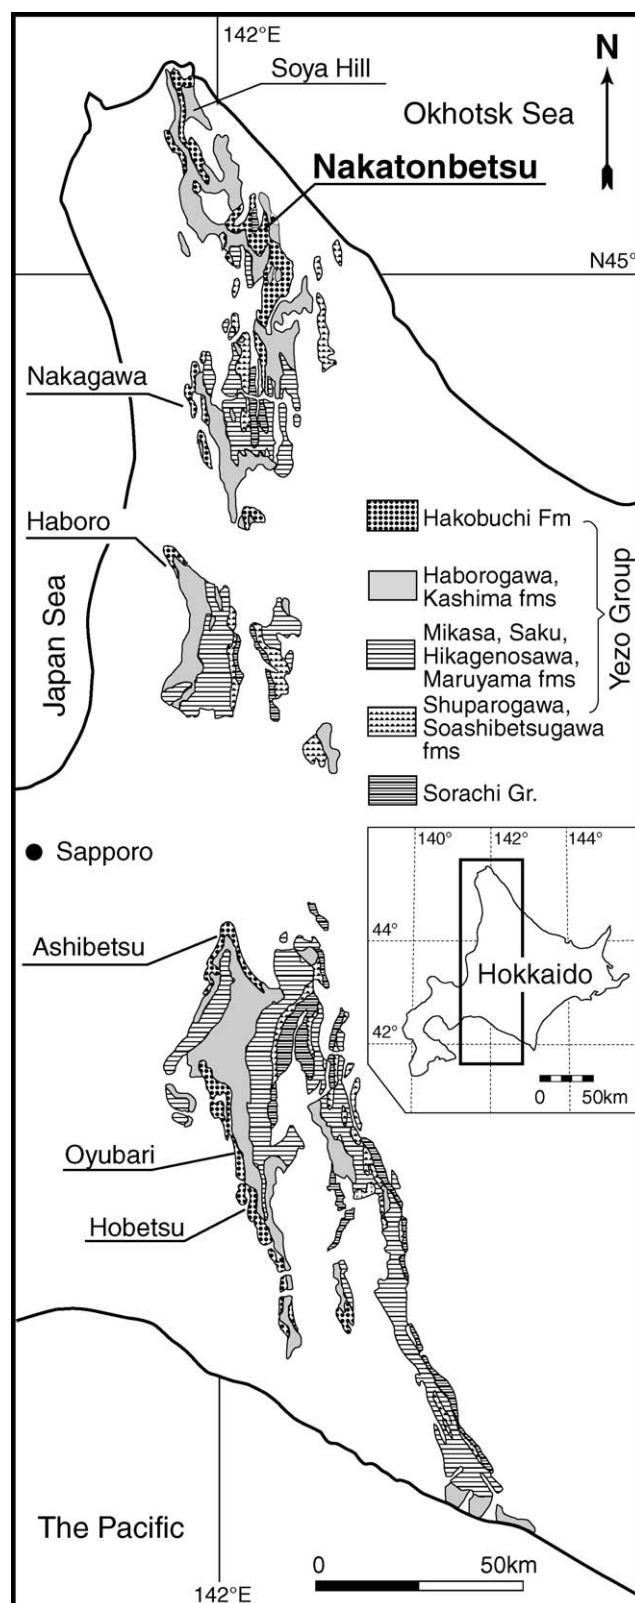 142°E
Soya Hill
N
Okhotsk Sea
Nakatonbetsu
N45°
Nakagawa
Haboro
Japan Sea
Hakobuchi Fm
Haborogawa,
Kashima fms
Mikasa, Saku,
Hikagenosawa,
Maruyama fms
Shuparogawa,
Soashibetsugawa
fms
Sorachi Gr.
Yezo Group
Sapporo
140°
142°
144°
44°
Hokkaido
42°
0 50km
Ashibetsu
Oyubari
Hobetsu
The Pacific
0 50km
142°E